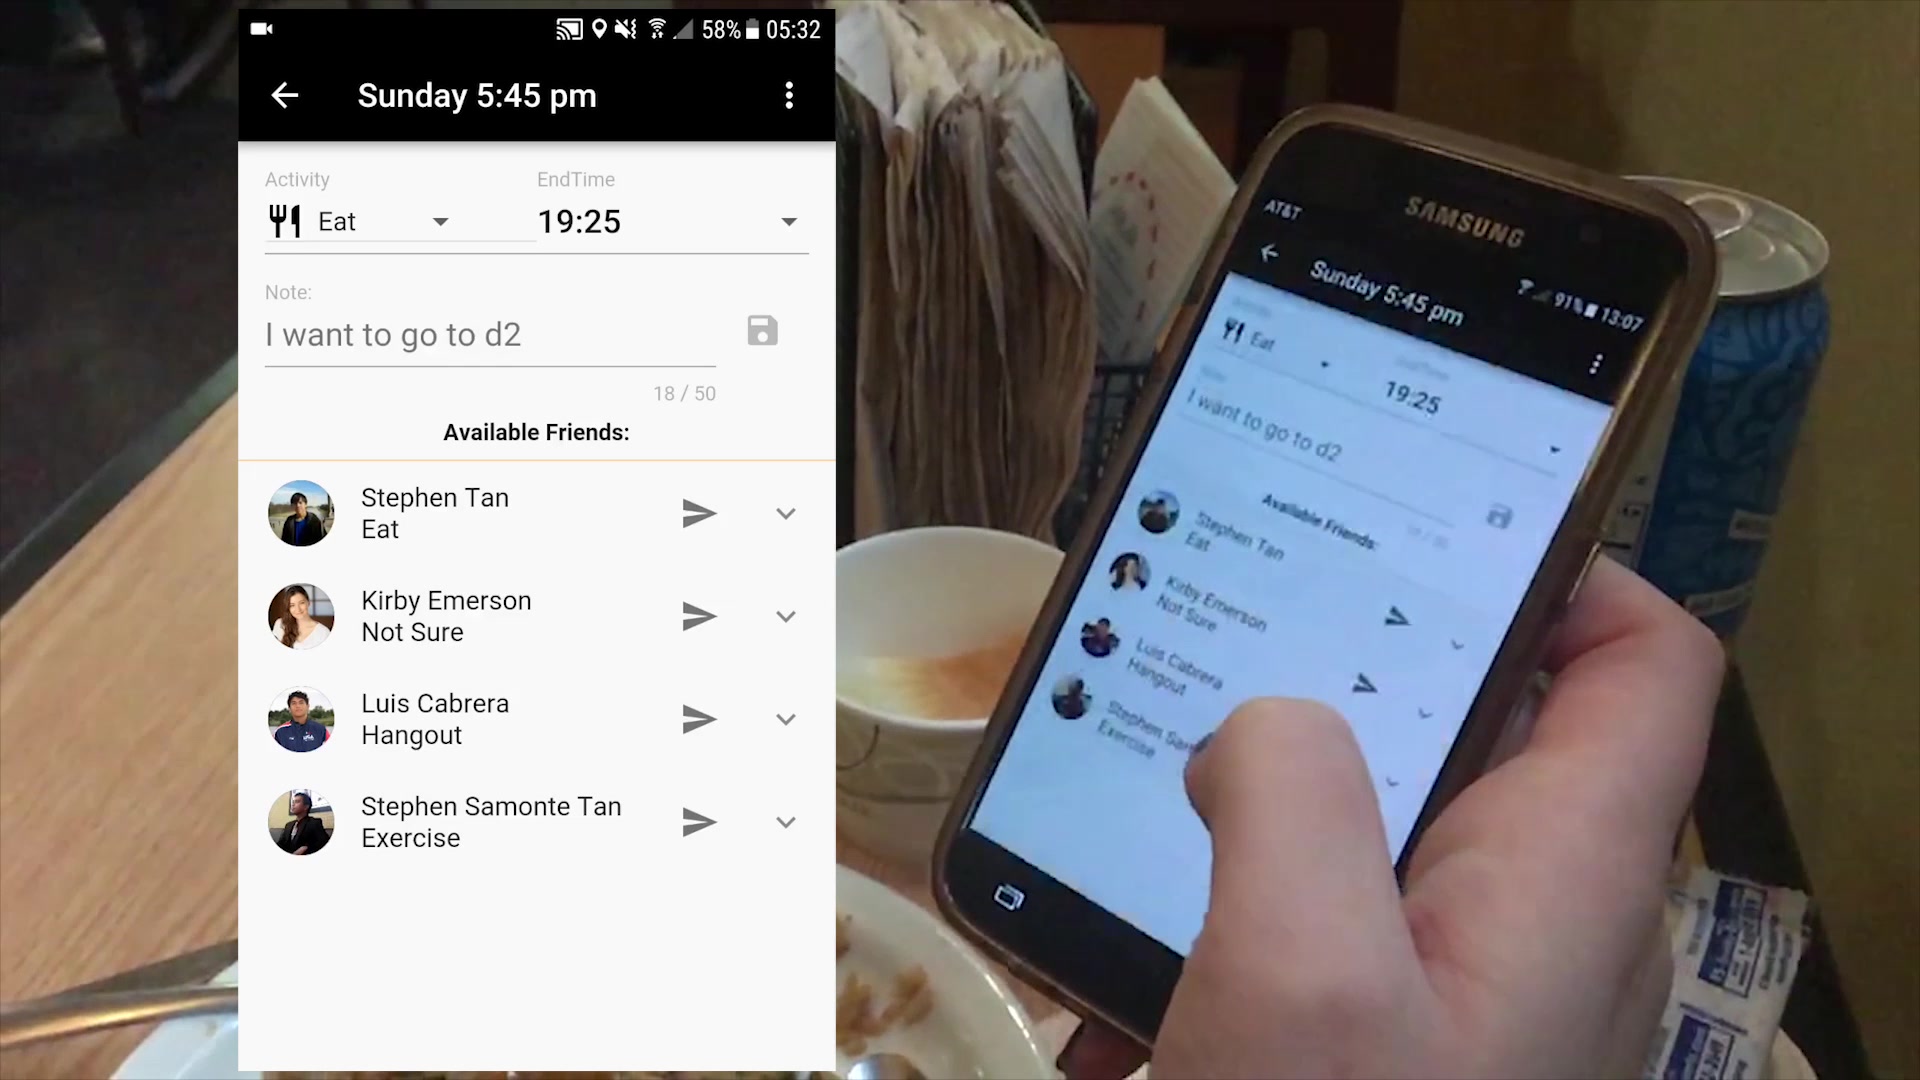 58% 05:32
Sunday 5:45 pm
Activity
EndTime
Eat
19:25
Note:
I want to go to d2
18 / 50
Available Friends:
Stephen Tan
Eat
Kirby Emerson
Not Sure
Luis Cabrera
Hangout
Stephen Samonte Tan
Exercise
AT&T
SAMSUNG
91% 13:07
Sunday 5:45 pm
Eat
EndTime
19:25
I want to go to d2
Available Friends:
Stephen Tan
Eat
Kirby Emerson
Not Sure
Luis Cabrera
Hangout
Stephen
Exercise